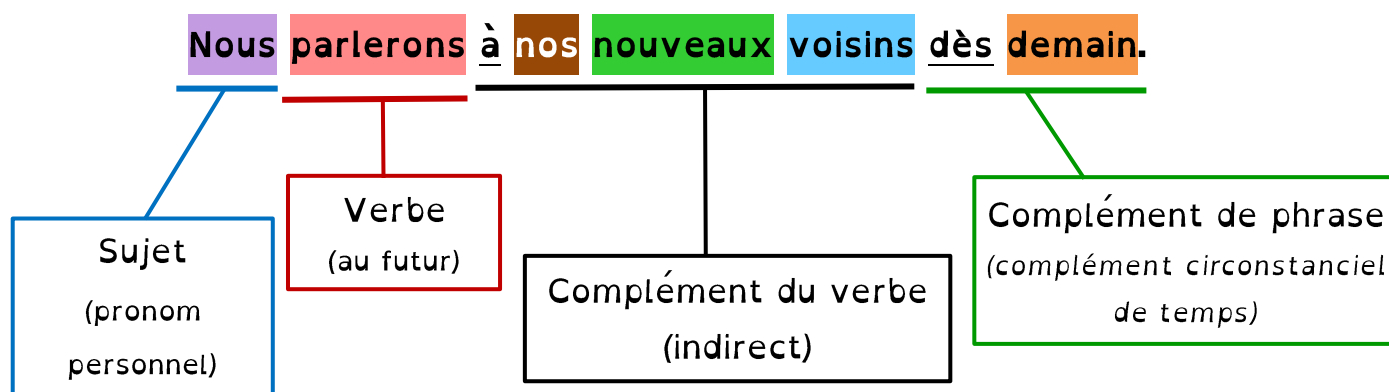 Nous parlerons à nos nouveaux voisins dès demain.
Sujet
(pronom
personnel)
Verbe
(au futur)
Complément du verbe
(indirect)
Complément de phrase
(complément circonstanciel
de temps)